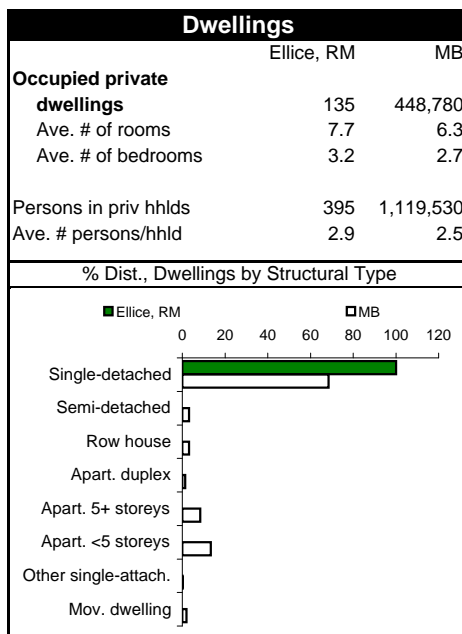 Dwellings
Ellice, RM MB
Occupied private
dwellings 135 448,780
Ave. # of rooms 7.7 6.3
Ave. # of bedrooms 3.2 2.7
Persons in priv hhlds 395 1,119,530
Ave. # persons/hhld 2.9 2.5
% Dist., Dwellings by Structural Type
Ellice, RM MB
0 20 40 60 80 100 120
Single-detached
Semi-detached
Row house
Apart. duplex
Apart. 5+ storeys
Apart. <5 storeys
Other single-attach.
Mov. dwelling